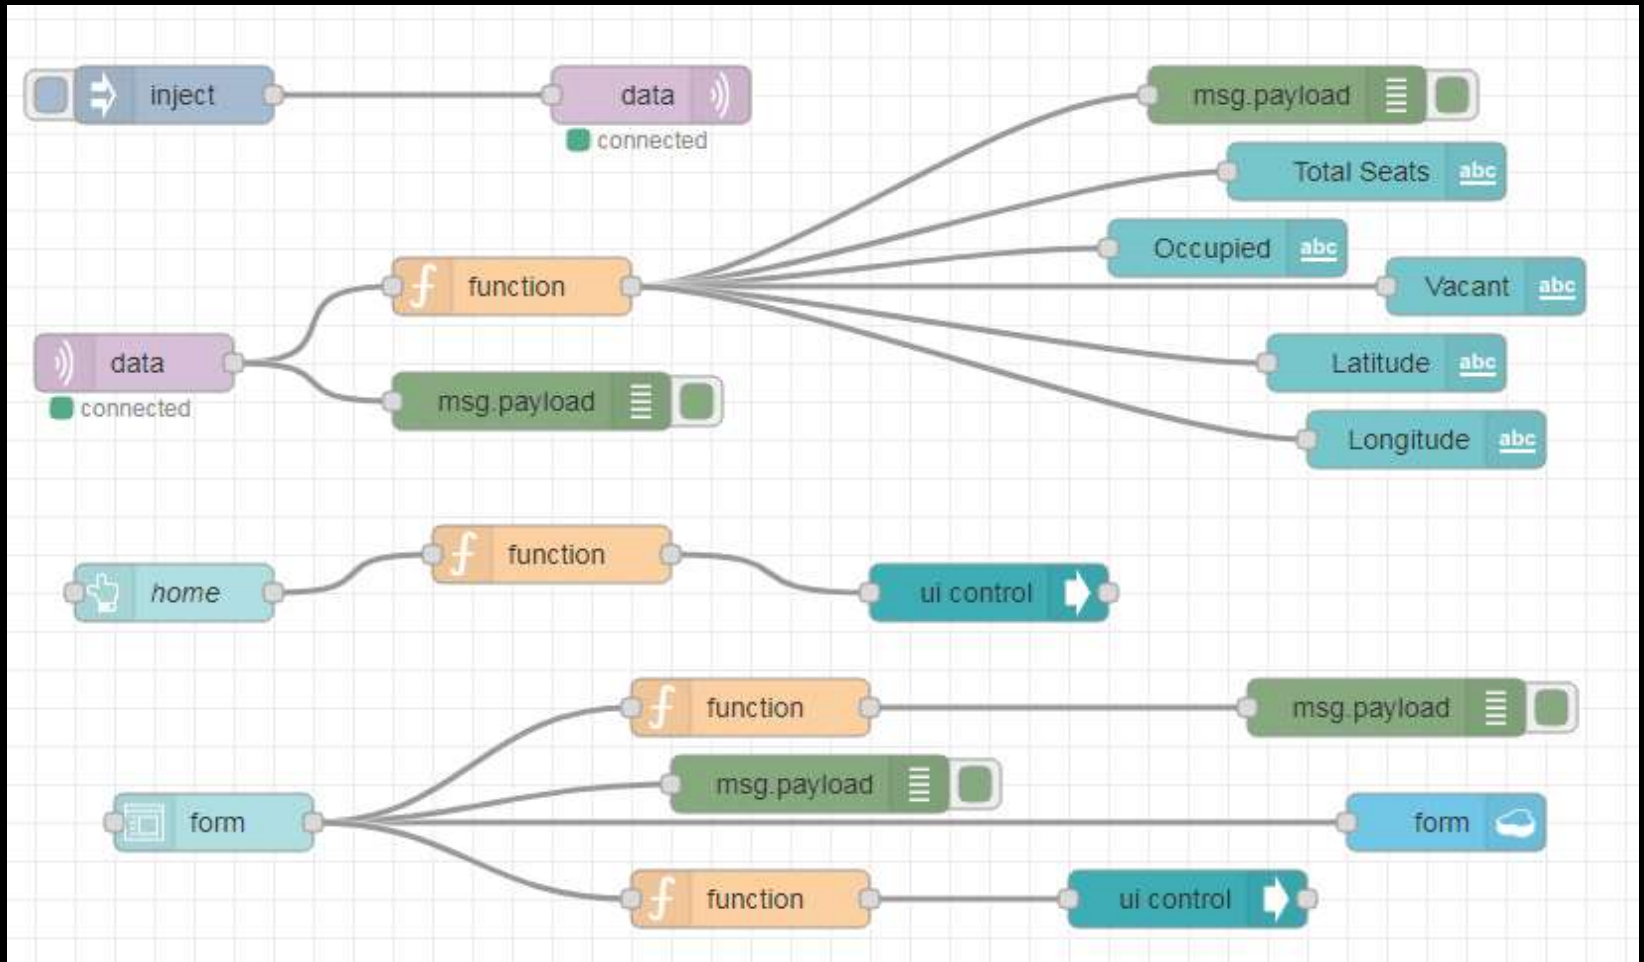 inject
data
connected
msg.payload
Total Seats abc
Occupied abc
function
Vacant abc
data
connected
msg.payload
Latitude abc
Longitude abc
home
function
ui control
function
msg.payload
msg.payload
form
form
function
ui control